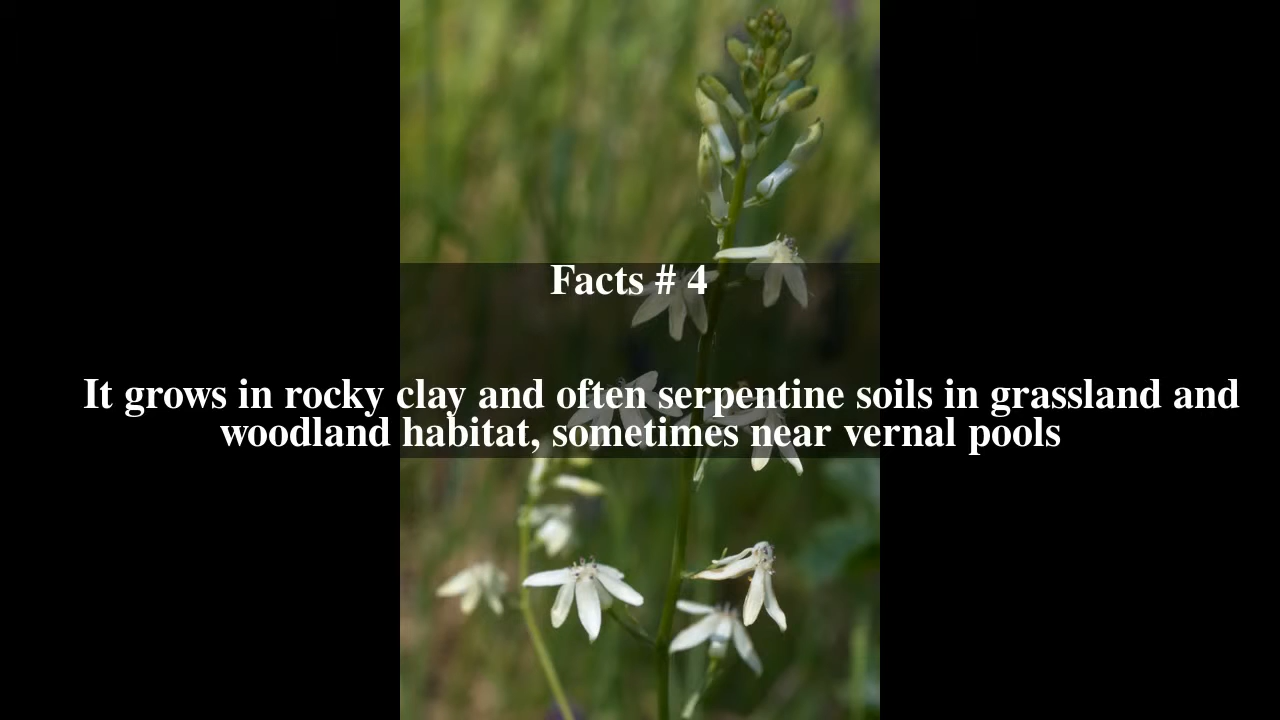 Facts # 4
It grows in rocky clay and often serpentine soils in grassland and
woodland habitat, sometimes near vernal pools